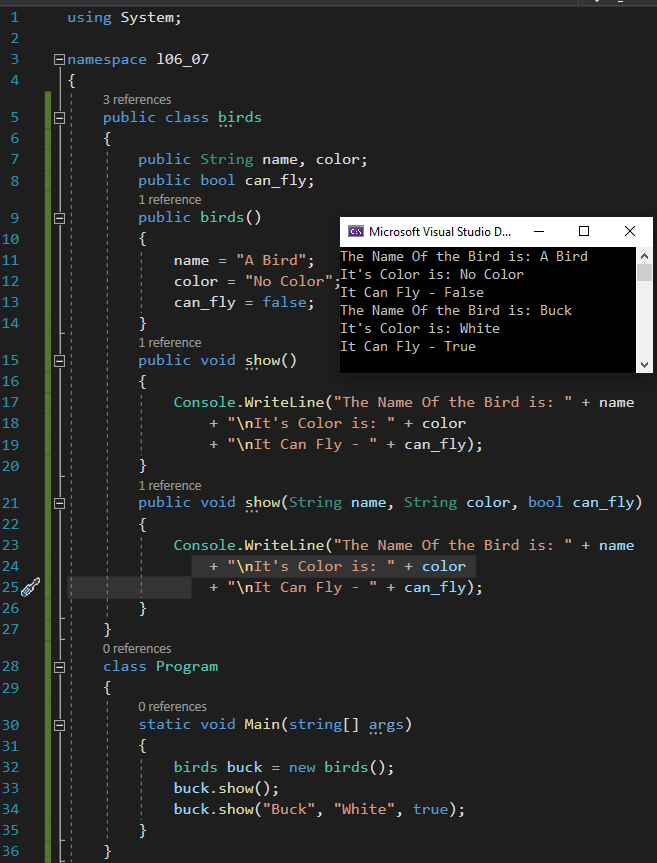 1 using System;
2
3 namespace l06_07
4 {
3 references
5 public class birds
6 {
7 public String name, color;
8 public bool can_fly;
1 reference
9 public birds()
10 {
11 name = "A Bird";
12 color = "No Color";
13 can_fly = false;
14 }
1 reference
15 public void show()
16 {
17 Console.WriteLine("The Name Of the Bird is: " + name
18 + "\nIt's Color is: " + color
19 + "\nIt Can Fly - " + can_fly);
20 }
1 reference
21 public void show(String name, String color, bool can_fly)
22 {
23 Console.WriteLine("The Name Of the Bird is: " + name
24 + "\nIt's Color is: " + color
25 + "\nIt Can Fly - " + can_fly);
26 }
27 }
0 references
28 class Program
29 {
0 references
30 static void Main(string[] args)
31 {
32 birds buck = new birds();
33 buck.show();
34 buck.show("Buck", "White", true);
35 }
36 }
Microsoft Visual Studio D...
The Name Of the Bird is: A Bird
It's Color is: No Color
It Can Fly - False
The Name Of the Bird is: Buck
It's Color is: White
It Can Fly - True